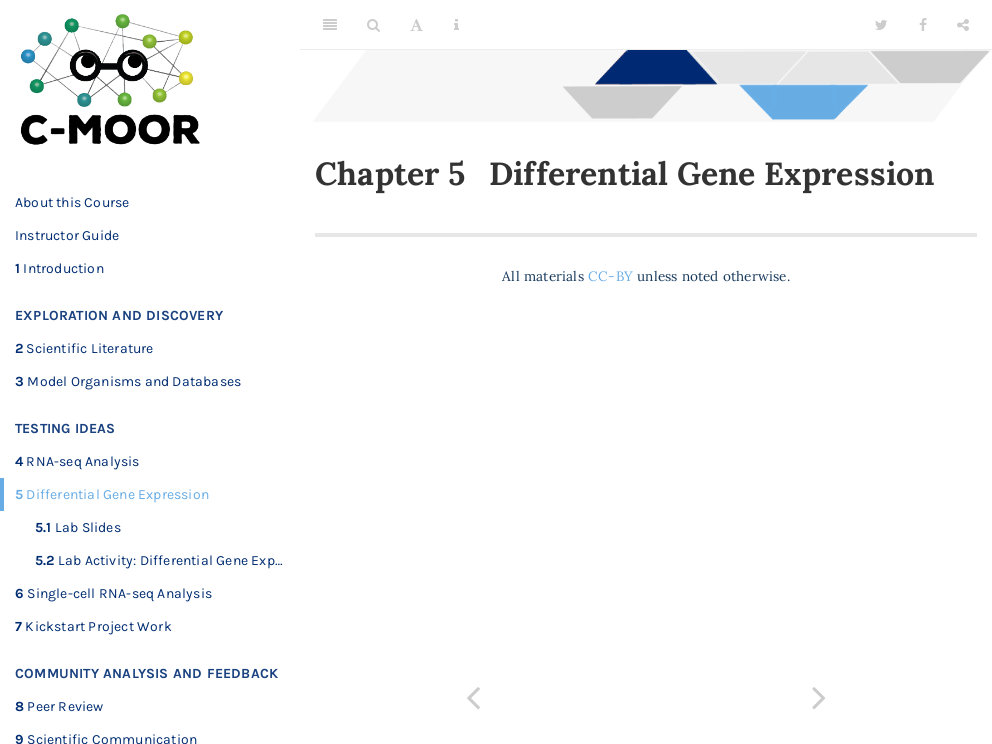 C-MOOR
About this Course
Instructor Guide
1 Introduction
EXPLORATION AND DISCOVERY
2 Scientific Literature
3 Model Organisms and Databases
TESTING IDEAS
4 RNA-seq Analysis
5 Differential Gene Expression
5.1 Lab Slides
5.2 Lab Activity: Differential Gene Exp…
6 Single-cell RNA-seq Analysis
7 Kickstart Project Work
COMMUNITY ANALYSIS AND FEEDBACK
8 Peer Review
9 Scientific Communication
A
Chapter 5 Differential Gene Expression
All materials CC-BY unless noted otherwise.